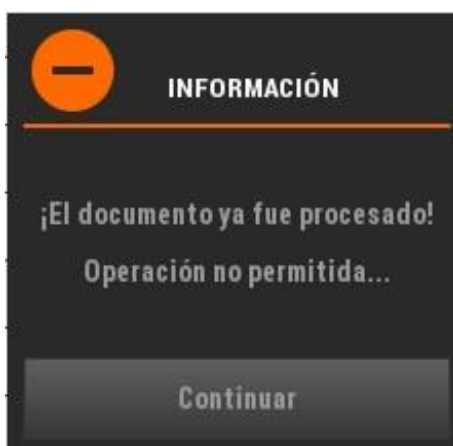 INFORMACIÓN
¡El documento ya fue procesado!
Operación no permitida...
Continuar